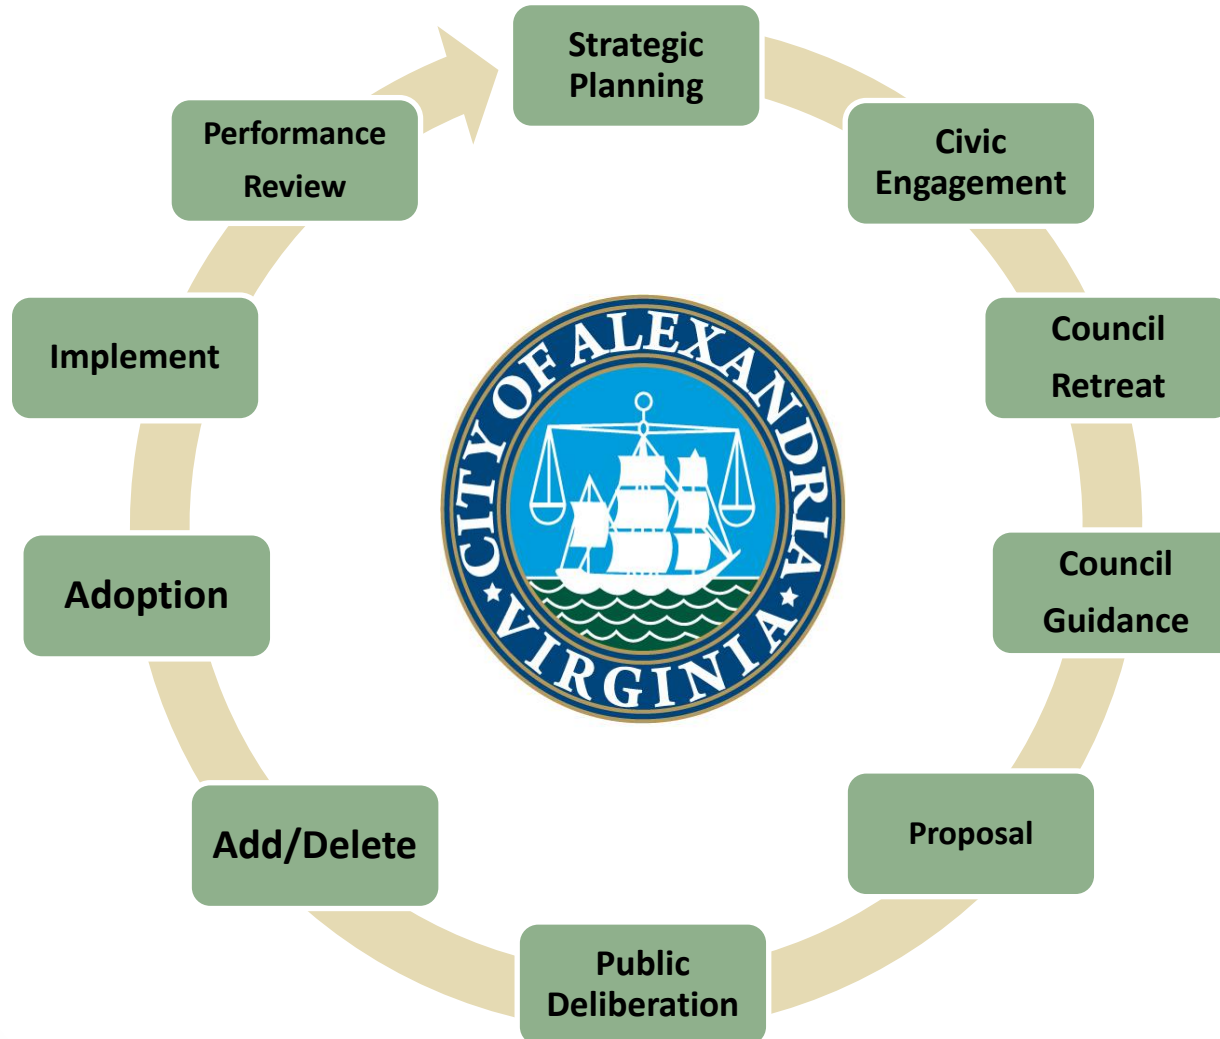 Strategic
Planning
Civic
Engagement
Council
Retreat
Council
Guidance
Proposal
Public
Deliberation
Add/Delete
Adoption
Implement
Performance
Review
CITY OF ALEXANDRIA
VIRGINIA